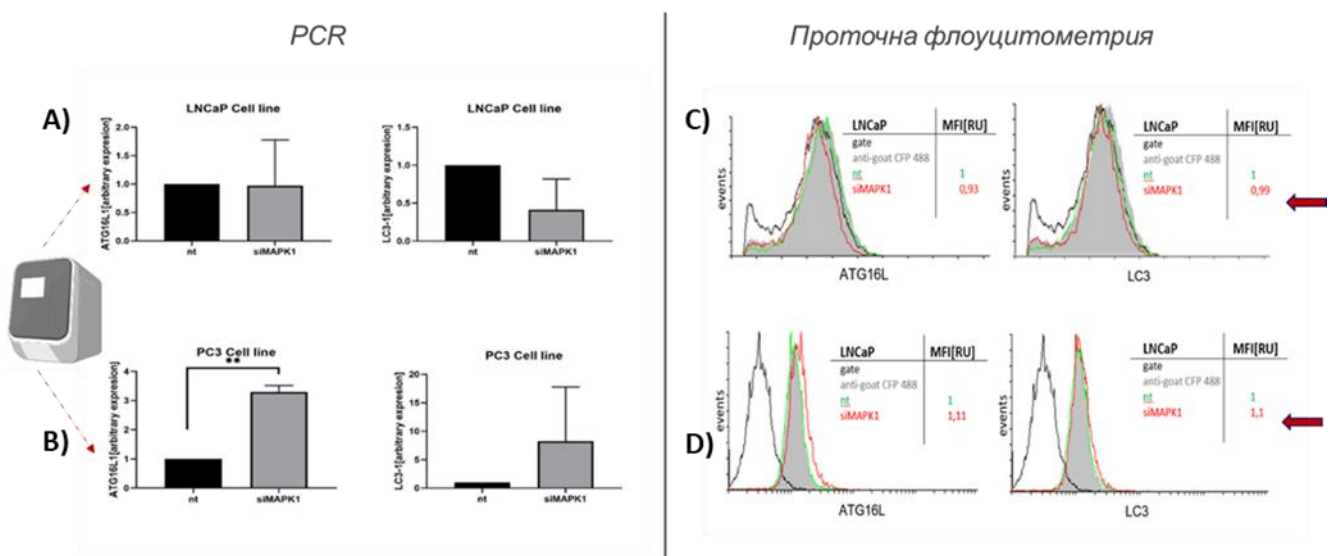 PCR
Проточна флоуцитометрия
A)
LNCaP Cell line
ATG16L1[arbitrary expresion]
2.0
1.5
1.0
0.5
0.0
nt
siMAPK1
LNCaP Cell line
LC3-1[arbitrary expresion]
1.5
1.0
0.5
0.0
nt
siMAPK1
B)
PC3 Cell line
ATG16L1[arbitrary expresion]
**
4
3
2
1
0
nt
siMAPK1
PC3 Cell line
LC3-1[arbitrary expresion]
20
15
10
5
0
nt
siMAPK1
C)
events
LNCaP MFI[RU]
gate
anti-goat CFP 488
nt 1
siMAPK1 0,93
ATG16L
events
LNCaP MFI[RU]
gate
anti-goat CFP 488
nt 1
siMAPK1 0,99
LC3
D)
events
LNCaP MFI[RU]
gate
anti-goat CFP 488
nt 1
siMAPK1 1,11
ATG16L
events
LNCaP MFI[RU]
gate
anti-goat CFP 488
nt 1
siMAPK1 1,1
LC3